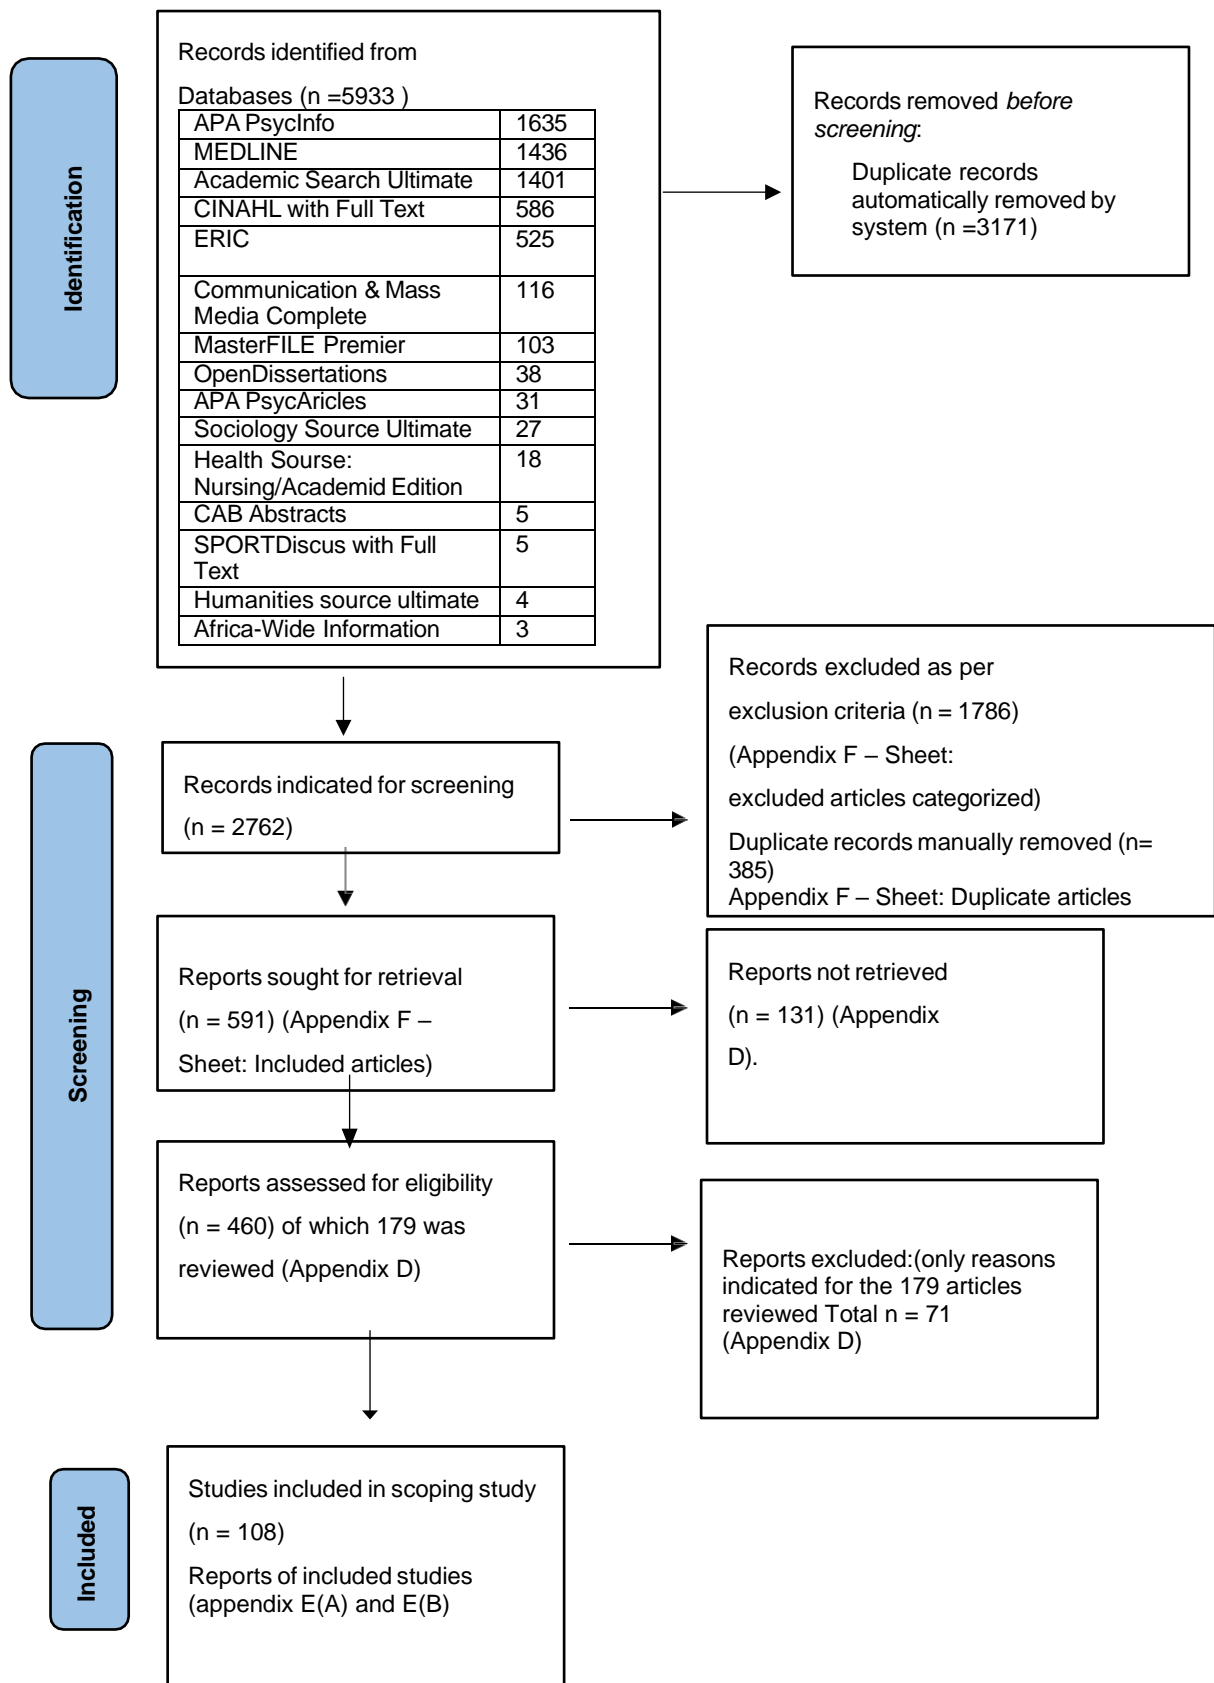 Identification
Records identified from
Databases (n =5933 )
APA PsycInfo 1635
MEDLINE 1436
Academic Search Ultimate 1401
CINAHL with Full Text 586
ERIC 525
Communication & Mass 116
Media Complete
MasterFILE Premier 103
OpenDissertations 38
APA PsycAricles 31
Sociology Source Ultimate 27
Health Sourse: 18
Nursing/Academid Edition
CAB Abstracts 5
SPORTDiscus with Full 5
Text
Humanities source ultimate 4
Africa-Wide Information 3
Records removed before
screening:
Duplicate records
automatically removed by
system (n =3171)
Screening
Records indicated for screening
(n = 2762)
Records excluded as per
exclusion criteria (n = 1786)
(Appendix F – Sheet:
excluded articles categorized)
Duplicate records manually removed (n=
385)
Appendix F – Sheet: Duplicate articles
Reports sought for retrieval
(n = 591) (Appendix F –
Sheet: Included articles)
Reports not retrieved
(n = 131) (Appendix
D).
Reports assessed for eligibility
(n = 460) of which 179 was
reviewed (Appendix D)
Reports excluded:(only reasons
indicated for the 179 articles
reviewed Total n = 71
(Appendix D)
Included
Studies included in scoping study
(n = 108)
Reports of included studies
(appendix E(A) and E(B)